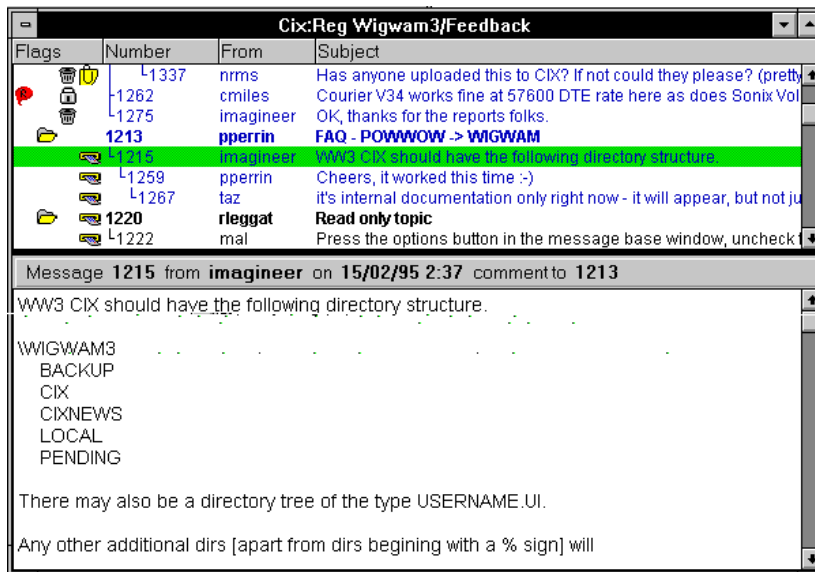 Cix:Reg Wigwam3/Feedback
Flags Number From Subject
1337 nrms Has anyone uploaded this to CIX? If not could they please? (pretty
1262 cmiles Courier V34 works fine at 57600 DTE rate here as does Sonix Vol
1275 imagineer OK, thanks for the reports folks.
1213 pperrin FAQ - POWWOW -> WIGWAM
1215 imagineer WW3 CIX should have the following directory structure.
1259 pperrin Cheers, it worked this time :-)
1267 taz it's internal documentation only right now - it will appear, but not ju
1220 rleggat Read only topic
1222 mal Press the options button in the message base window, uncheck
Message 1215 from imagineer on 15/02/95 2:37 comment to 1213
WW3 CIX should have the following directory structure.
\WIGWAM3
BACKUP
CIX
CIXNEWS
LOCAL
PENDING
There may also be a directory tree of the type USERNAME.UI.
Any other additional dirs [apart from dirs begining with a % sign] will